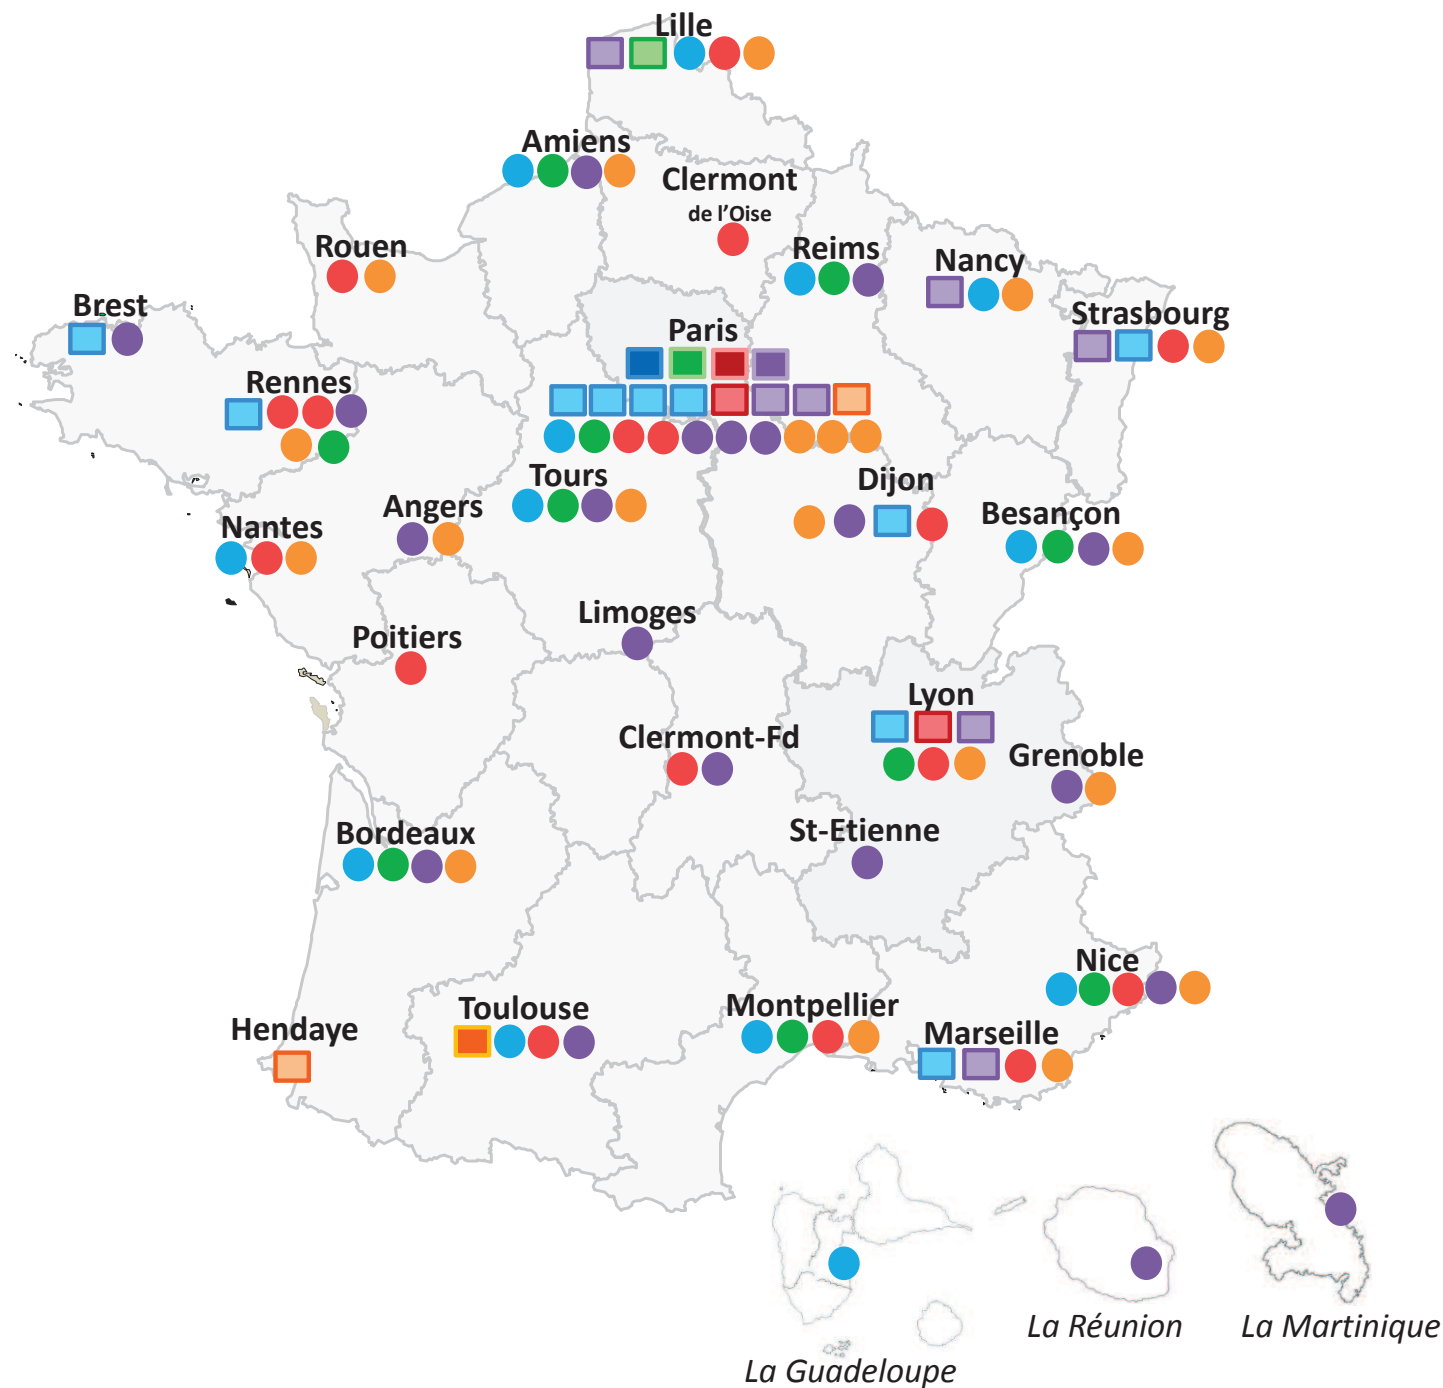 Lille
Amiens
Clermont
de l'Oise
Rouen
Reims
Nancy
Brest
Strasbourg
Paris
Rennes
Tours
Dijon
Angers
Besançon
Nantes
Limoges
Poitiers
Lyon
Clermont-Fd
Grenoble
Bordeaux
St-Etienne
Nice
Toulouse
Montpellier
Hendaye
Marseille
La Réunion
La Martinique
La Guadeloupe